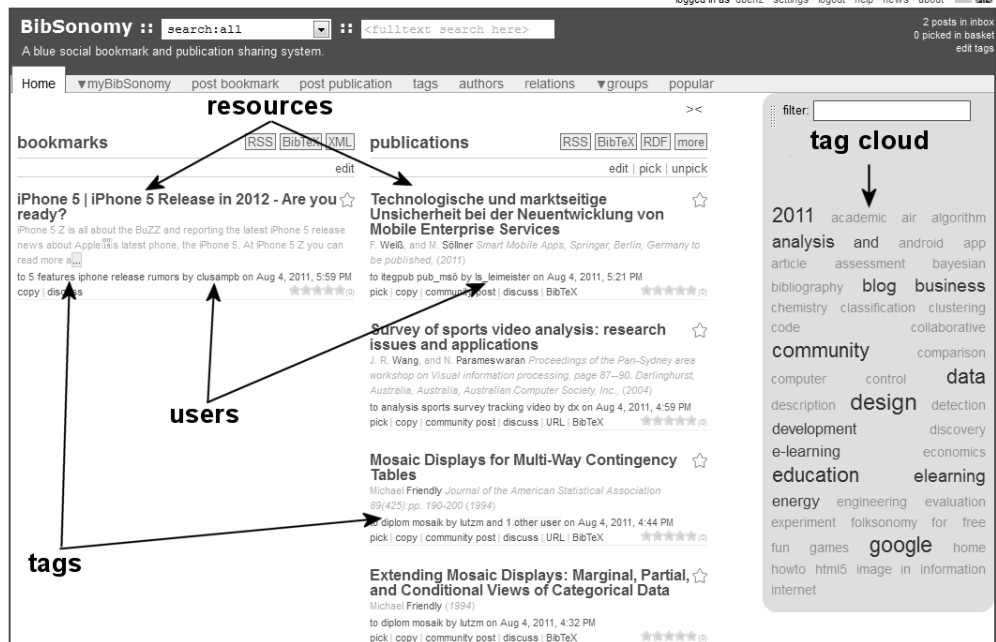 logged in as dbenz · settings · logout · help · news · about ·
BibSonomy :: search:all :: <fulltext search here>
2 posts in inbox
0 picked in basket
edit tags
A blue social bookmark and publication sharing system.
Home ▼myBibSonomy post bookmark post publication tags authors relations ▼groups popular
resources
><
bookmarks RSS BibTeX XML
edit
iPhone 5 | iPhone 5 Release in 2012 - Are you
ready?
iPhone 5 Z is all about the BuZZ and reporting the latest iPhone 5 release
news about Apple is latest phone, the iPhone 5. At iPhone 5 Z you can
read more a...
to 5 features iphone release rumors by clusampb on Aug 4, 2011, 5:59 PM
copy | discuss (0)
users
tags
publications RSS BibTeX RDF more
edit | pick | unpick
Technologische und marktseitige
Unsicherheit bei der Neuentwicklung von
Mobile Enterprise Services
F. Weiß, and M. Söllner Smart Mobile Apps, Springer, Berlin, Germany to
be published, (2011)
to itegpub pub_msö by ls_leimeister on Aug 4, 2011, 5:21 PM
pick | copy | community post | discuss | BibTeX (0)
Survey of sports video analysis: research
issues and applications
J. R. Wang, and N. Parameswaran Proceedings of the Pan-Sydney area
workshop on Visual information processing, page 87--90. Darlinghurst,
Australia, Australia, Australian Computer Society, Inc., (2004)
to analysis sports survey tracking video by dx on Aug 4, 2011, 4:59 PM
pick | copy | community post | discuss | URL | BibTeX (0)
Mosaic Displays for Multi-Way Contingency
Tables
Michael Friendly Journal of the American Statistical Association
89(425):pp. 190-200 (1994)
to diplom mosaik by lutzm and 1 other user on Aug 4, 2011, 4:44 PM
pick | copy | community post | discuss | URL | BibTeX (0)
Extending Mosaic Displays: Marginal, Partial,
and Conditional Views of Categorical Data
Michael Friendly (1994)
to diplom mosaik by lutzm on Aug 4, 2011, 4:32 PM
pick | copy | community post | discuss | BibTeX (0)
filter:
tag cloud
2011 academic air algorithm
analysis and android app
article assessment bayesian
bibliography blog business
chemistry classification clustering
code collaborative
community comparison
computer control data
description design detection
development discovery
e-learning economics
education elearning
energy engineering evaluation
experiment folksonomy for free
fun games google home
howto html5 image in information
internet